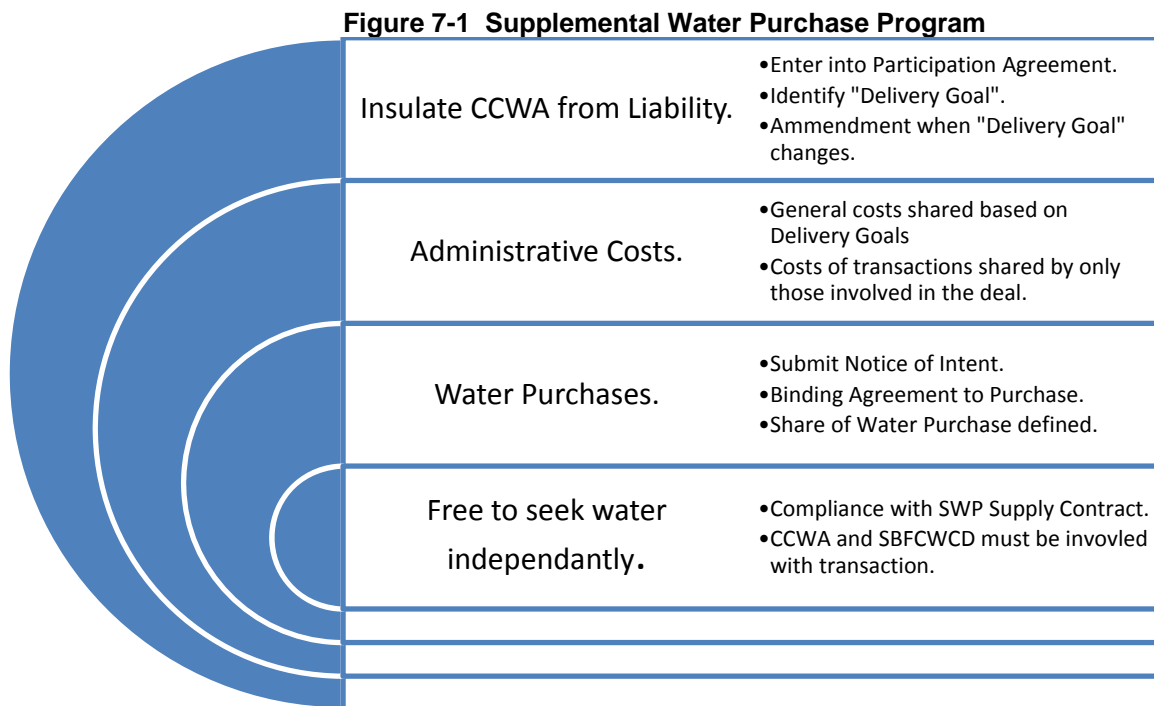 Figure 7-1  Supplemental Water Purchase Program
Insulate CCWA from Liability.
•Enter into Participation Agreement.
•Identify "Delivery Goal".
•Ammendment when "Delivery Goal"
changes.
Administrative Costs.
•General costs shared based on
Delivery Goals
•Costs of transactions shared by only
those involved in the deal.
Water Purchases.
•Submit Notice of Intent.
•Binding Agreement to Purchase.
•Share of Water Purchase defined.
Free to seek water
independantly.
•Compliance with SWP Supply Contract.
•CCWA and SBFCWCD must be invovled
with transaction.